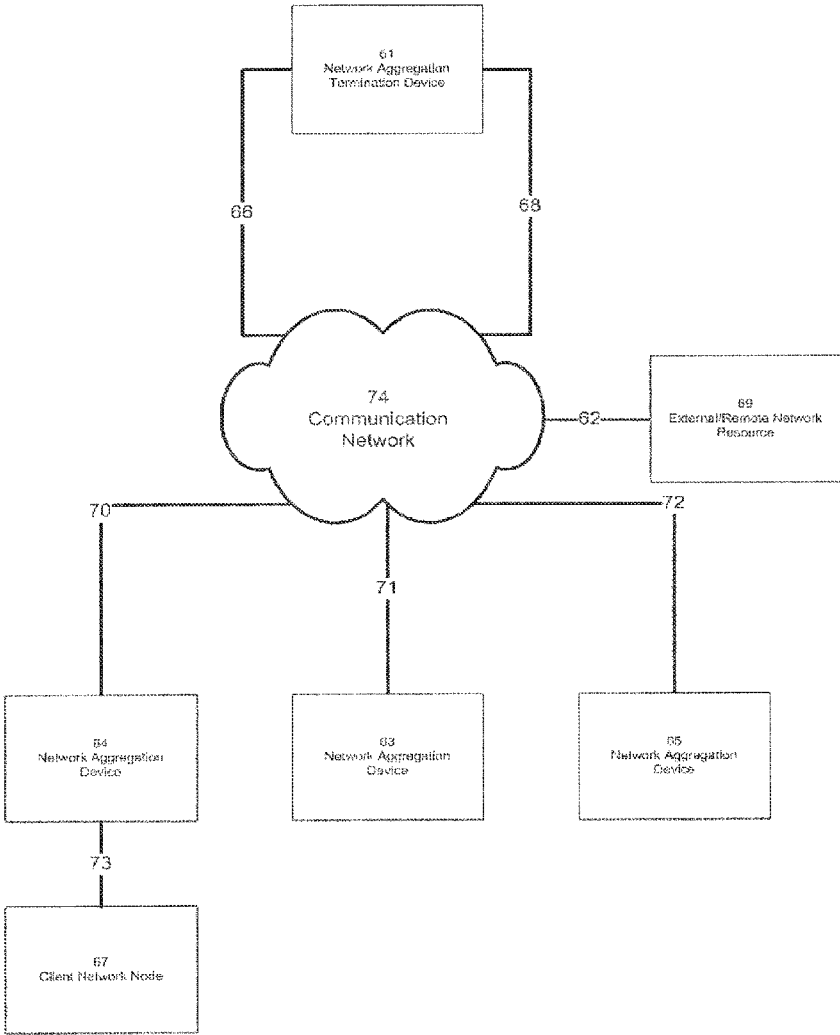 61
Network Aggregation
Termination Device
66
68
74
Communication
Network
62
69
External/Remote Network
Resource
70
72
71
64
Network Aggregation
Device
63
Network Aggregation
Device
65
Network Aggregation
Device
73
67
Client Network Node